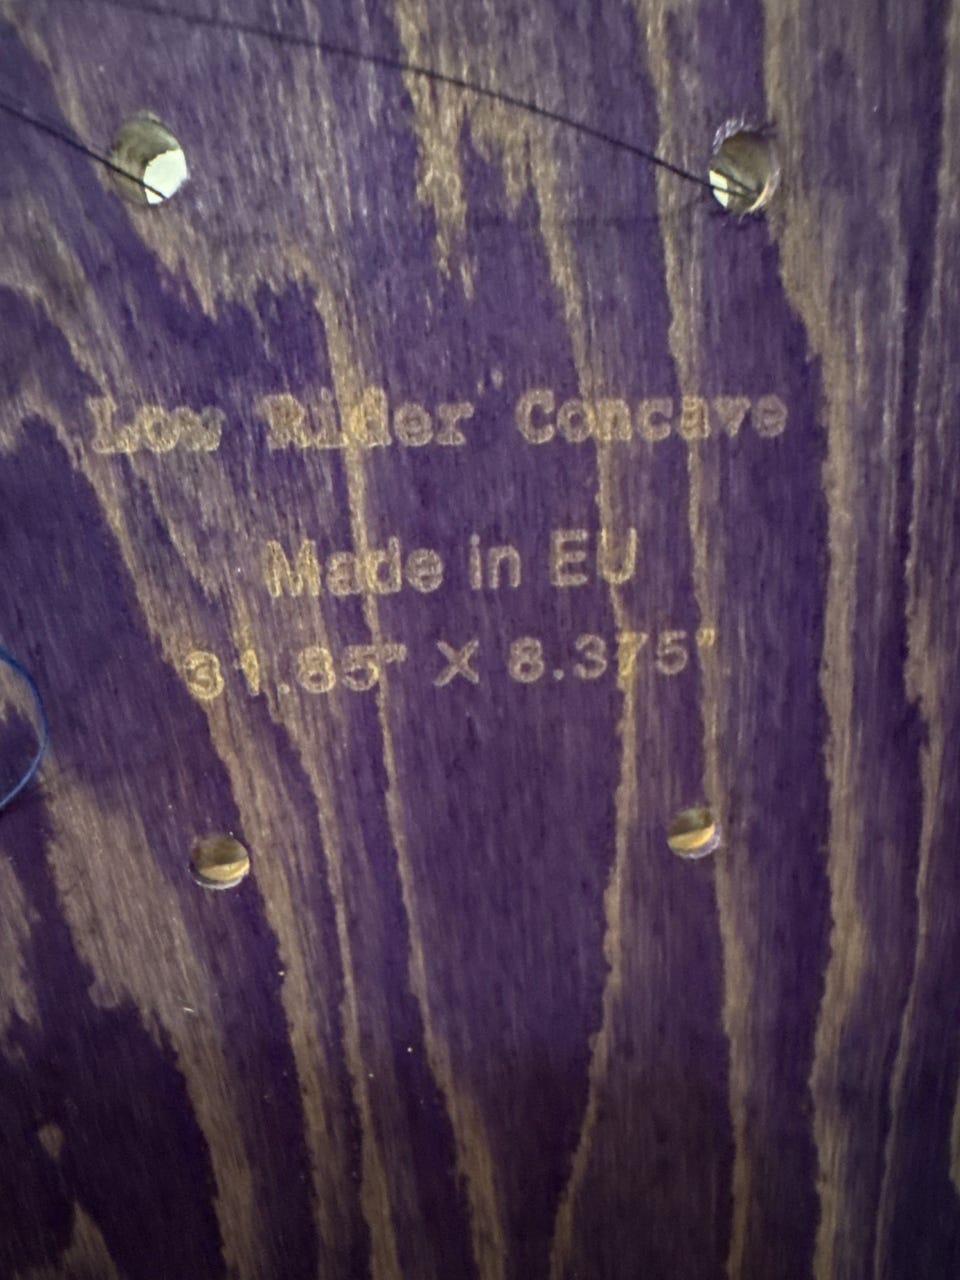 Low Rider Concave
Made in EU
31.85" X 8.375"